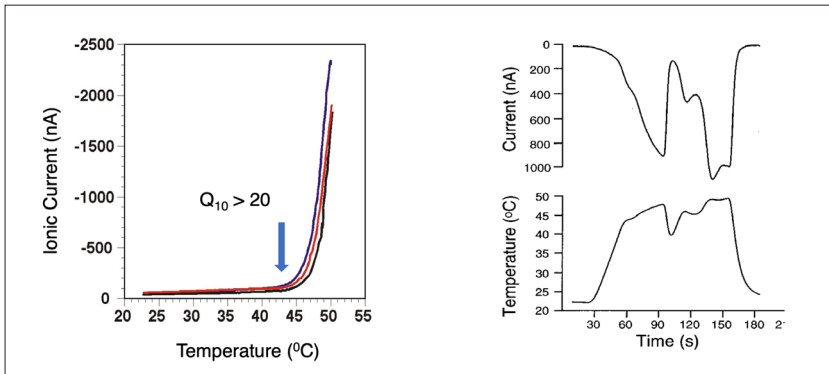 -2500
-2000
-1500
-1000
-500
0
Ionic Current (nA)
Q10 > 20
20 25 30 35 40 45 50 55
Temperature (⁰C)
0
200
400
600
800
1000
Current (nA)
50
45
40
35
30
25
20
Temperature (ºC)
30 60 90 120 150 180 2
Time (s)